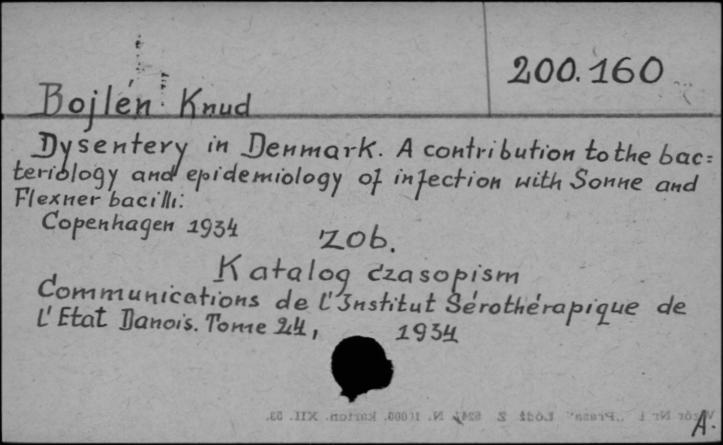 200.160
Bojlén Knud
Dysentery in Denmark. A contribution to the bac=
teriology and epidemiology of infection with Sonne and
Flexner bacilli:
Copenhagen 1934
zob.
Katalog czasopism
Communications de l'Institut Sérothérapique de
l'Etat Danois. Tome 24, 1934
A.